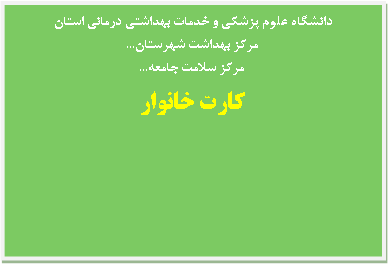 دانشگاه علوم پزشکی و خدمات بهداشتی درمانی استان
مرکز بهداشت شهرستان...
مرکز سلامت جامعه...
کارت خانوار